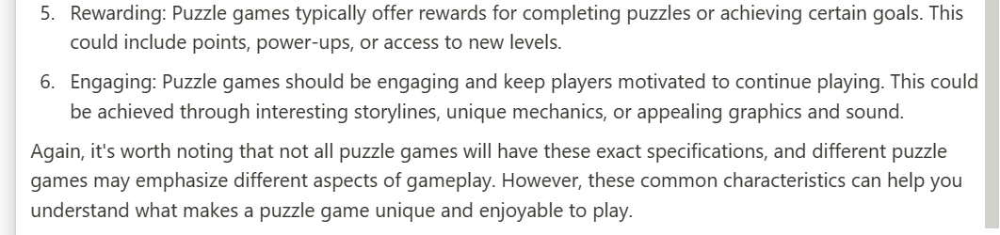 5. Rewarding: Puzzle games typically offer rewards for completing puzzles or achieving certain goals. This
could include points, power-ups, or access to new levels.
6. Engaging: Puzzle games should be engaging and keep players motivated to continue playing. This could
be achieved through interesting storylines, unique mechanics, or appealing graphics and sound.
Again, it's worth noting that not all puzzle games will have these exact specifications, and different puzzle
games may emphasize different aspects of gameplay. However, these common characteristics can help you
understand what makes a puzzle game unique and enjoyable to play.